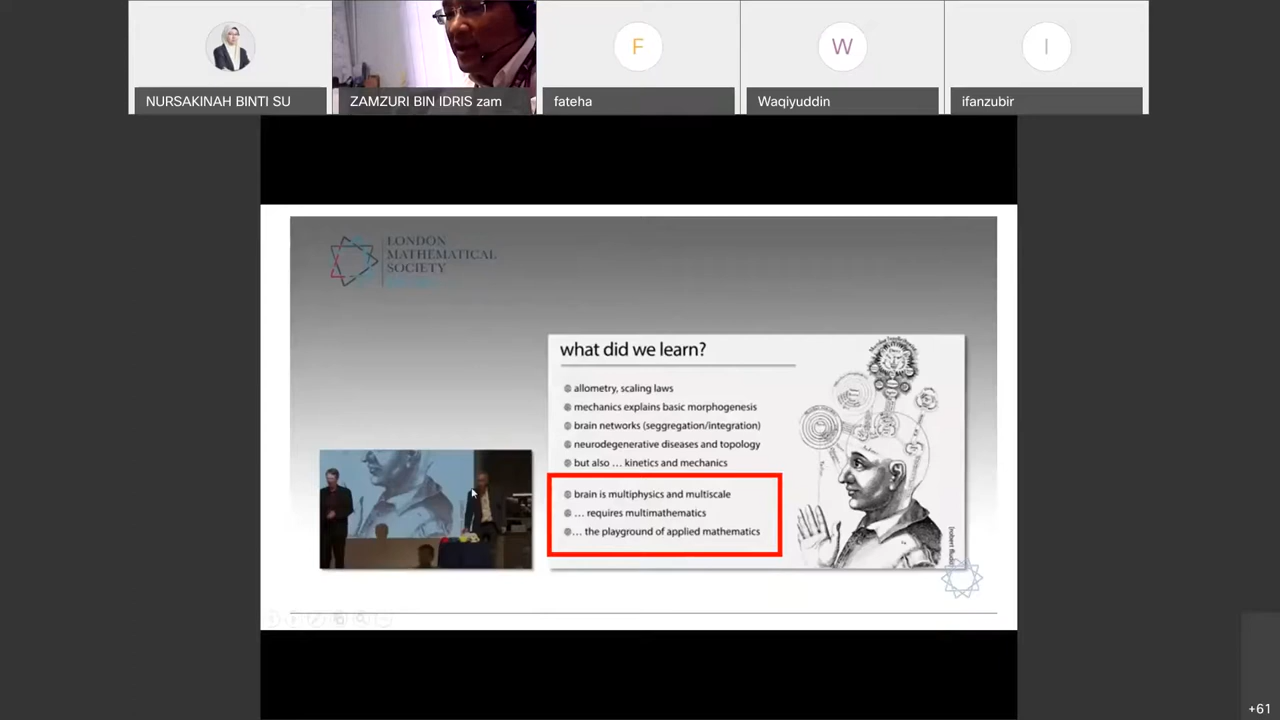 F
W
I
NURSAKINAH BINTI SU
ZAMZURI BIN IDRIS zam
fateha
Waqiyuddin
ifanzubir
LONDON
MATHEMATICAL
SOCIETY
what did we learn?
allometry, scaling laws
mechanics explains basic morphogenesis
brain networks (seggregation/integration)
neurodegenerative diseases and topology
but also ... kinetics and mechanics
brain is multiphysics and multiscale
... requires multimathematics
... the playground of applied mathematics
[robert fludd]
+61